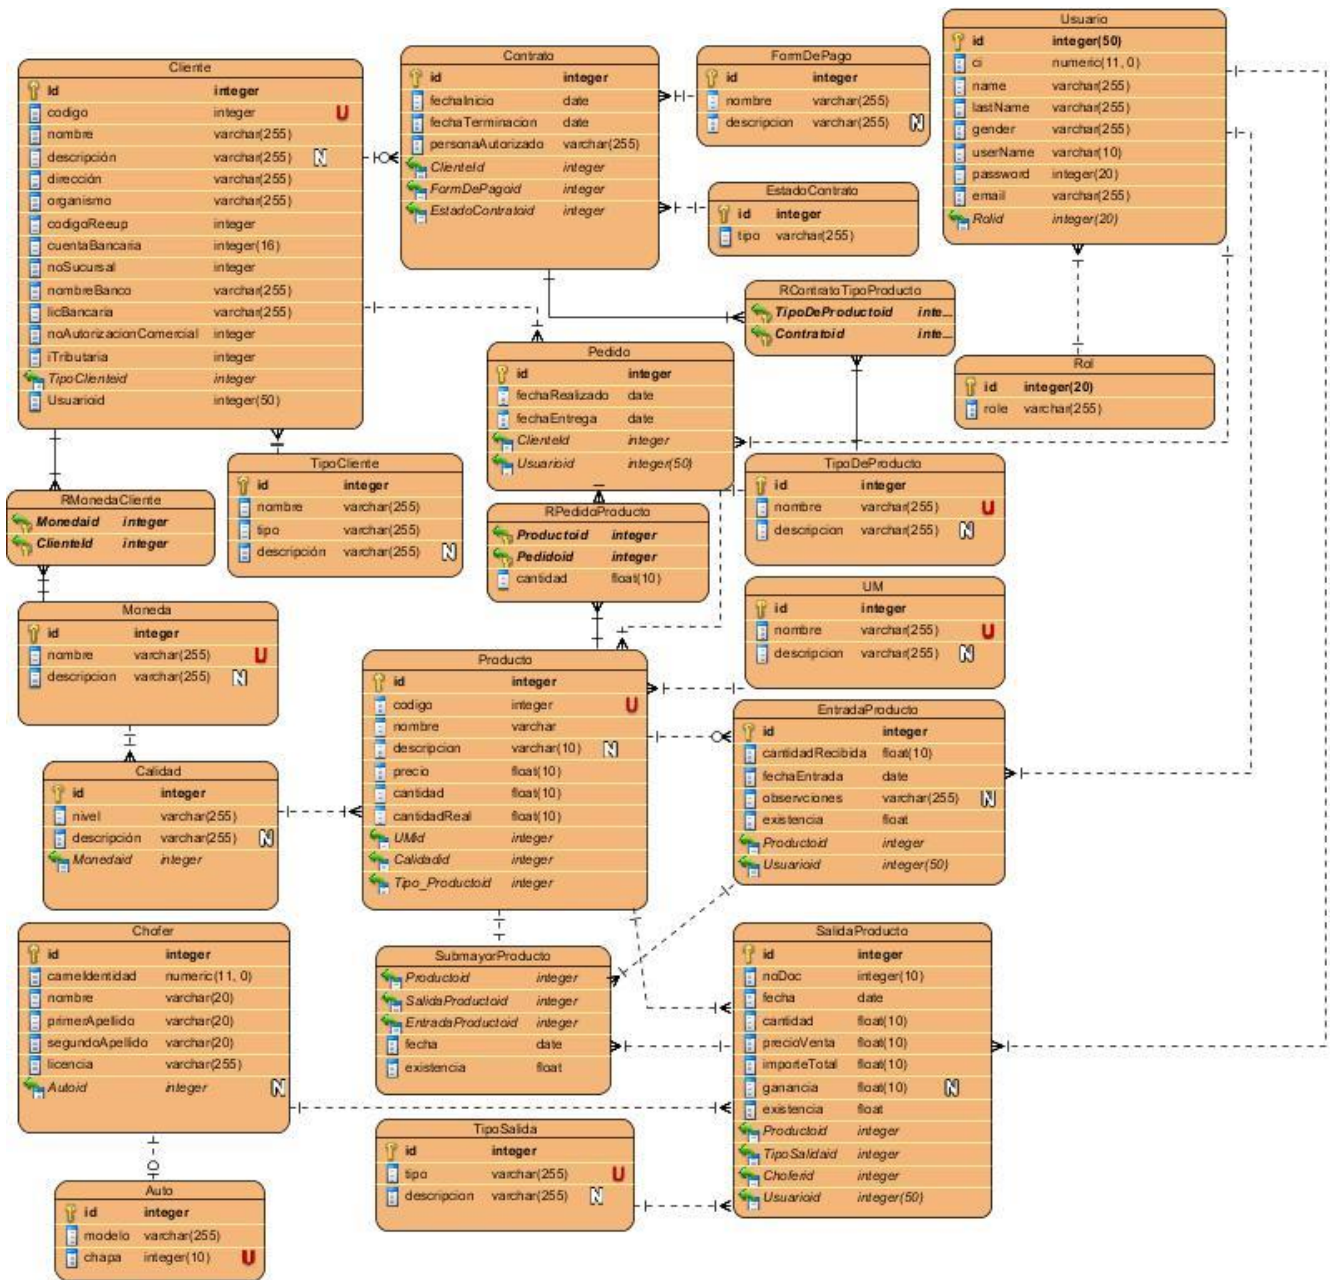 Cliente
Id integer
codigo integer U
nombre varchar(255)
descripción varchar(255) N
dirección varchar(255)
organismo varchar(255)
codigoReeup integer
cuentaBancaria integer(16)
noSucursal integer
nombreBanco varchar(255)
licBancaria varchar(255)
noAutorizacionComercial integer
iTributaria integer
TipoClienteid integer
Usuarioid integer(50)
Contrato
id integer
fechaInicio date
fechaTerminacion date
personaAutorizado varchar(255)
ClienteId integer
FormDePagoid integer
EstadoContratoid integer
FormDePago
id integer
nombre varchar(255)
descripcion varchar(255) N
EstadoContrato
id integer
tipo varchar(255)
Usuario
id integer(50)
ci numeric(11, 0)
name varchar(255)
lastName varchar(255)
gender varchar(255)
userName varchar(10)
password integer(20)
email varchar(255)
Rolid integer(20)
RContratoTipoProducto
TipoDeProductoid inte...
Contratoid inte...
Rol
id integer(20)
role varchar(255)
Pedido
id integer
fechaRealizado date
fechaEntrega date
ClienteId integer
Usuarioid integer(50)
TipoCliente
id integer
nombre varchar(255)
tipo varchar(255)
descripción varchar(255) N
RMonedaCliente
Monedaid integer
ClienteId integer
RPedidoProducto
Productoid integer
Pedidoid integer
cantidad float(10)
TipoDeProducto
id integer
nombre varchar(255) U
descripcion varchar(255) N
UM
id integer
nombre varchar(255) U
descripcion varchar(255) N
Moneda
id integer
nombre varchar(255) U
descripcion varchar(255) N
Producto
id integer
codigo integer U
nombre varchar
descripcion varchar(10) N
precio float(10)
cantidad float(10)
cantidadReal float(10)
UMid integer
Calidadid integer
Tipo_Productoid integer
EntradaProducto
id integer
cantidadRecibida float(10)
fechaEntrada date
observciones varchar(255) N
existencia float
Productoid integer
Usuarioid integer(50)
Calidad
id integer
nivel varchar(255)
descripción varchar(255) N
Monedaid integer
Chofer
id integer
carneIdentidad numeric(11, 0)
nombre varchar(20)
primerApellido varchar(20)
segundoApellido varchar(20)
licencia varchar(255)
Autoid integer N
SubmayorProducto
Productoid integer
SalidaProductoid integer
EntradaProductoid integer
fecha date
existencia float
SalidaProducto
id integer
noDoc integer(10)
fecha date
cantidad float(10)
precioVenta float(10)
importeTotal float(10)
ganancia float(10) N
existencia float
Productoid integer
TipoSalidaid integer
Choferid integer
Usuarioid integer(50)
TipoSalida
id integer
tipo varchar(255) U
descripcion varchar(255) N
Auto
id integer
modelo varchar(255)
chapa integer(10) U